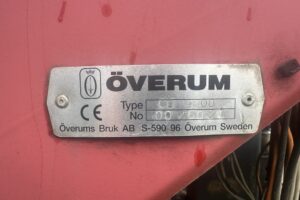 ÖVERUM
Type
CE No
Överums Bruk AB S-590 96 Överum Sweden